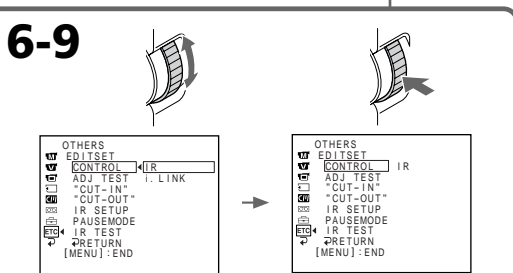 6-9
OTHERS
EDITSET
CONTROL IR
ADJ TEST i. LINK
"CUT-IN"
"CUT-OUT"
IR SETUP
PAUSEMODE
ETC IR TEST
RETURN
[MENU] : END
OTHERS
EDITSET
CONTROL IR
ADJ TEST
"CUT-IN"
"CUT-OUT"
IR SETUP
PAUSEMODE
ETC IR TEST
RETURN
[MENU] : END